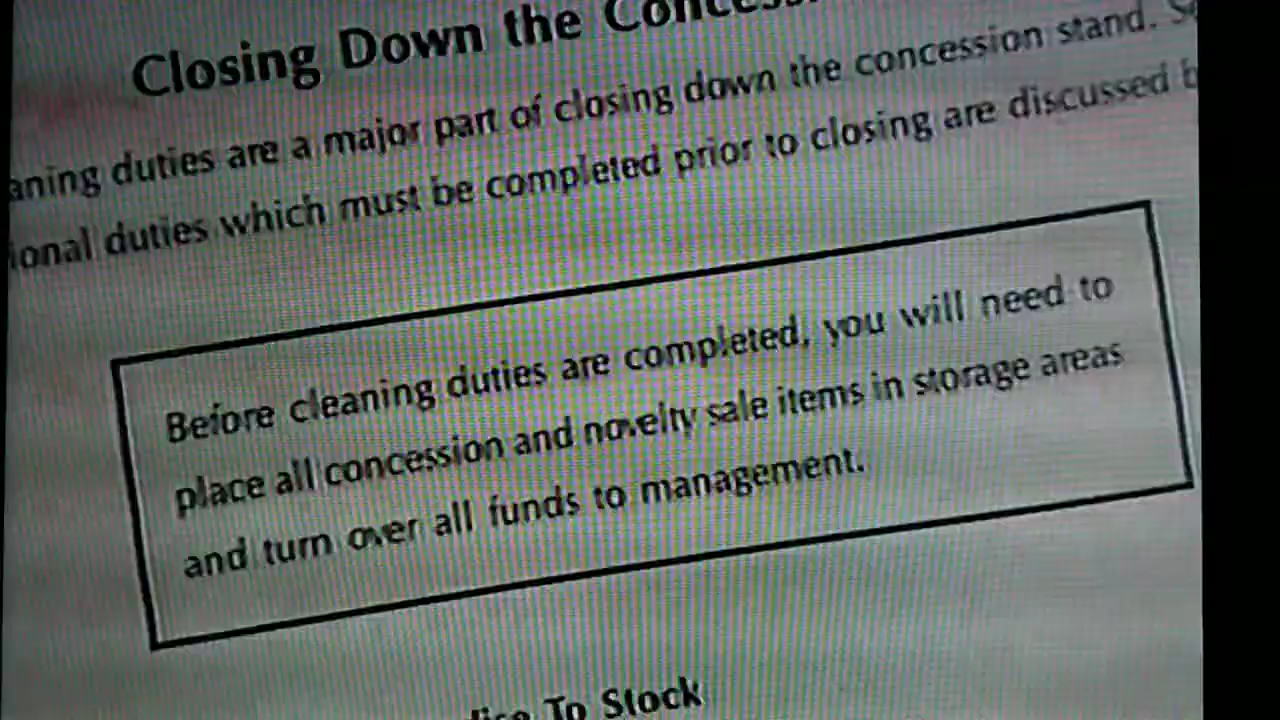 Closing Down the
duties are a major part of closing down the concession stand.
duties which must be completed prior to closing are discussed
Before cleaning duties are completed, you will need to
place all concession and novelty sale items in storage areas
and turn over all funds to management.
To Stock